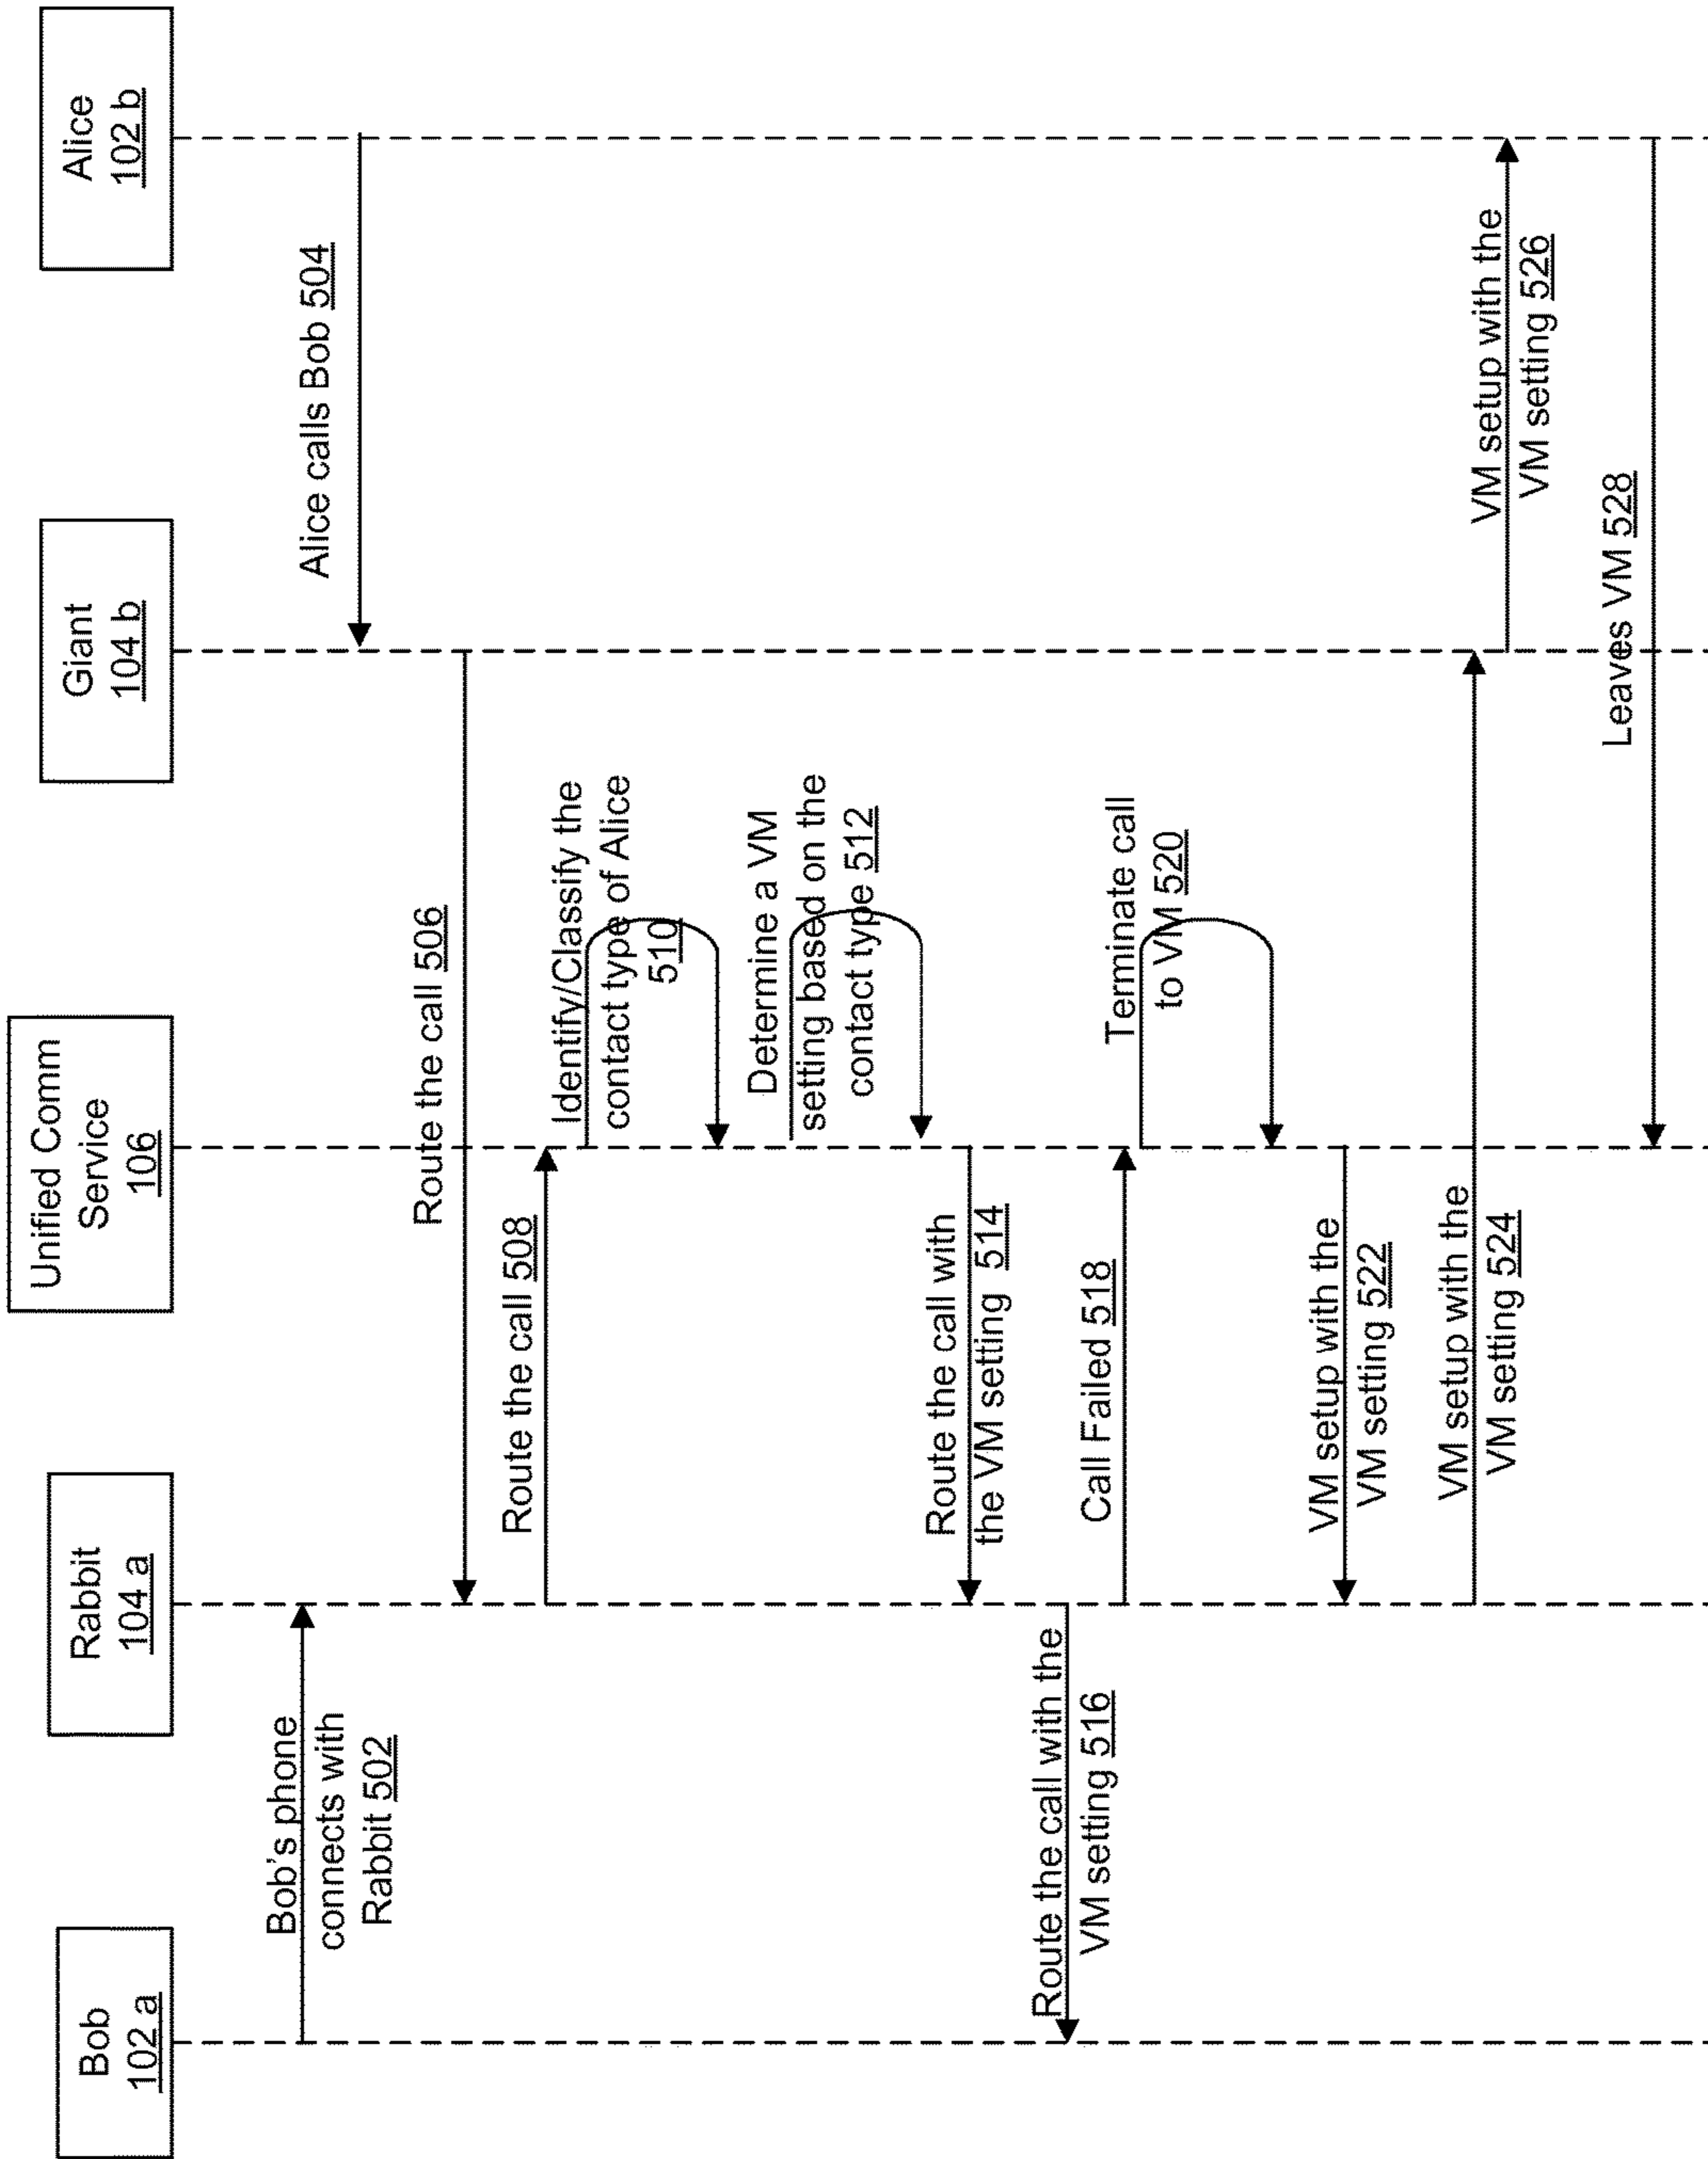 Bob
102 a
Rabbit
104 a
Unified Comm
Service
106
Giant
104 b
Alice
102 b
Bob's phone
connects with
Rabbit 502
Alice calls Bob 504
Route the call 506
Route the call 508
Identify/Classify the
contact type of Alice
510
Determine a VM
setting based on the
contact type 512
Route the call with
the VM setting 514
Route the call with the
VM setting 516
Call Failed 518
Terminate call
to VM 520
VM setup with the
VM setting 522
VM setup with the
VM setting 524
VM setup with the
VM setting 526
Leaves VM 528